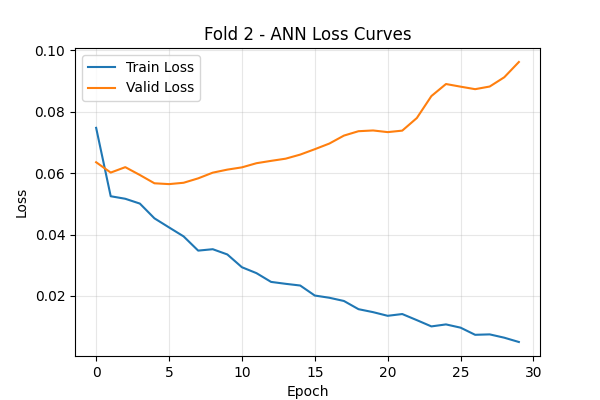 Fold 2 - ANN Loss Curves
Train Loss
Valid Loss
0.10
0.08
0.06
0.04
0.02
Loss
0 5 10 15 20 25 30
Epoch